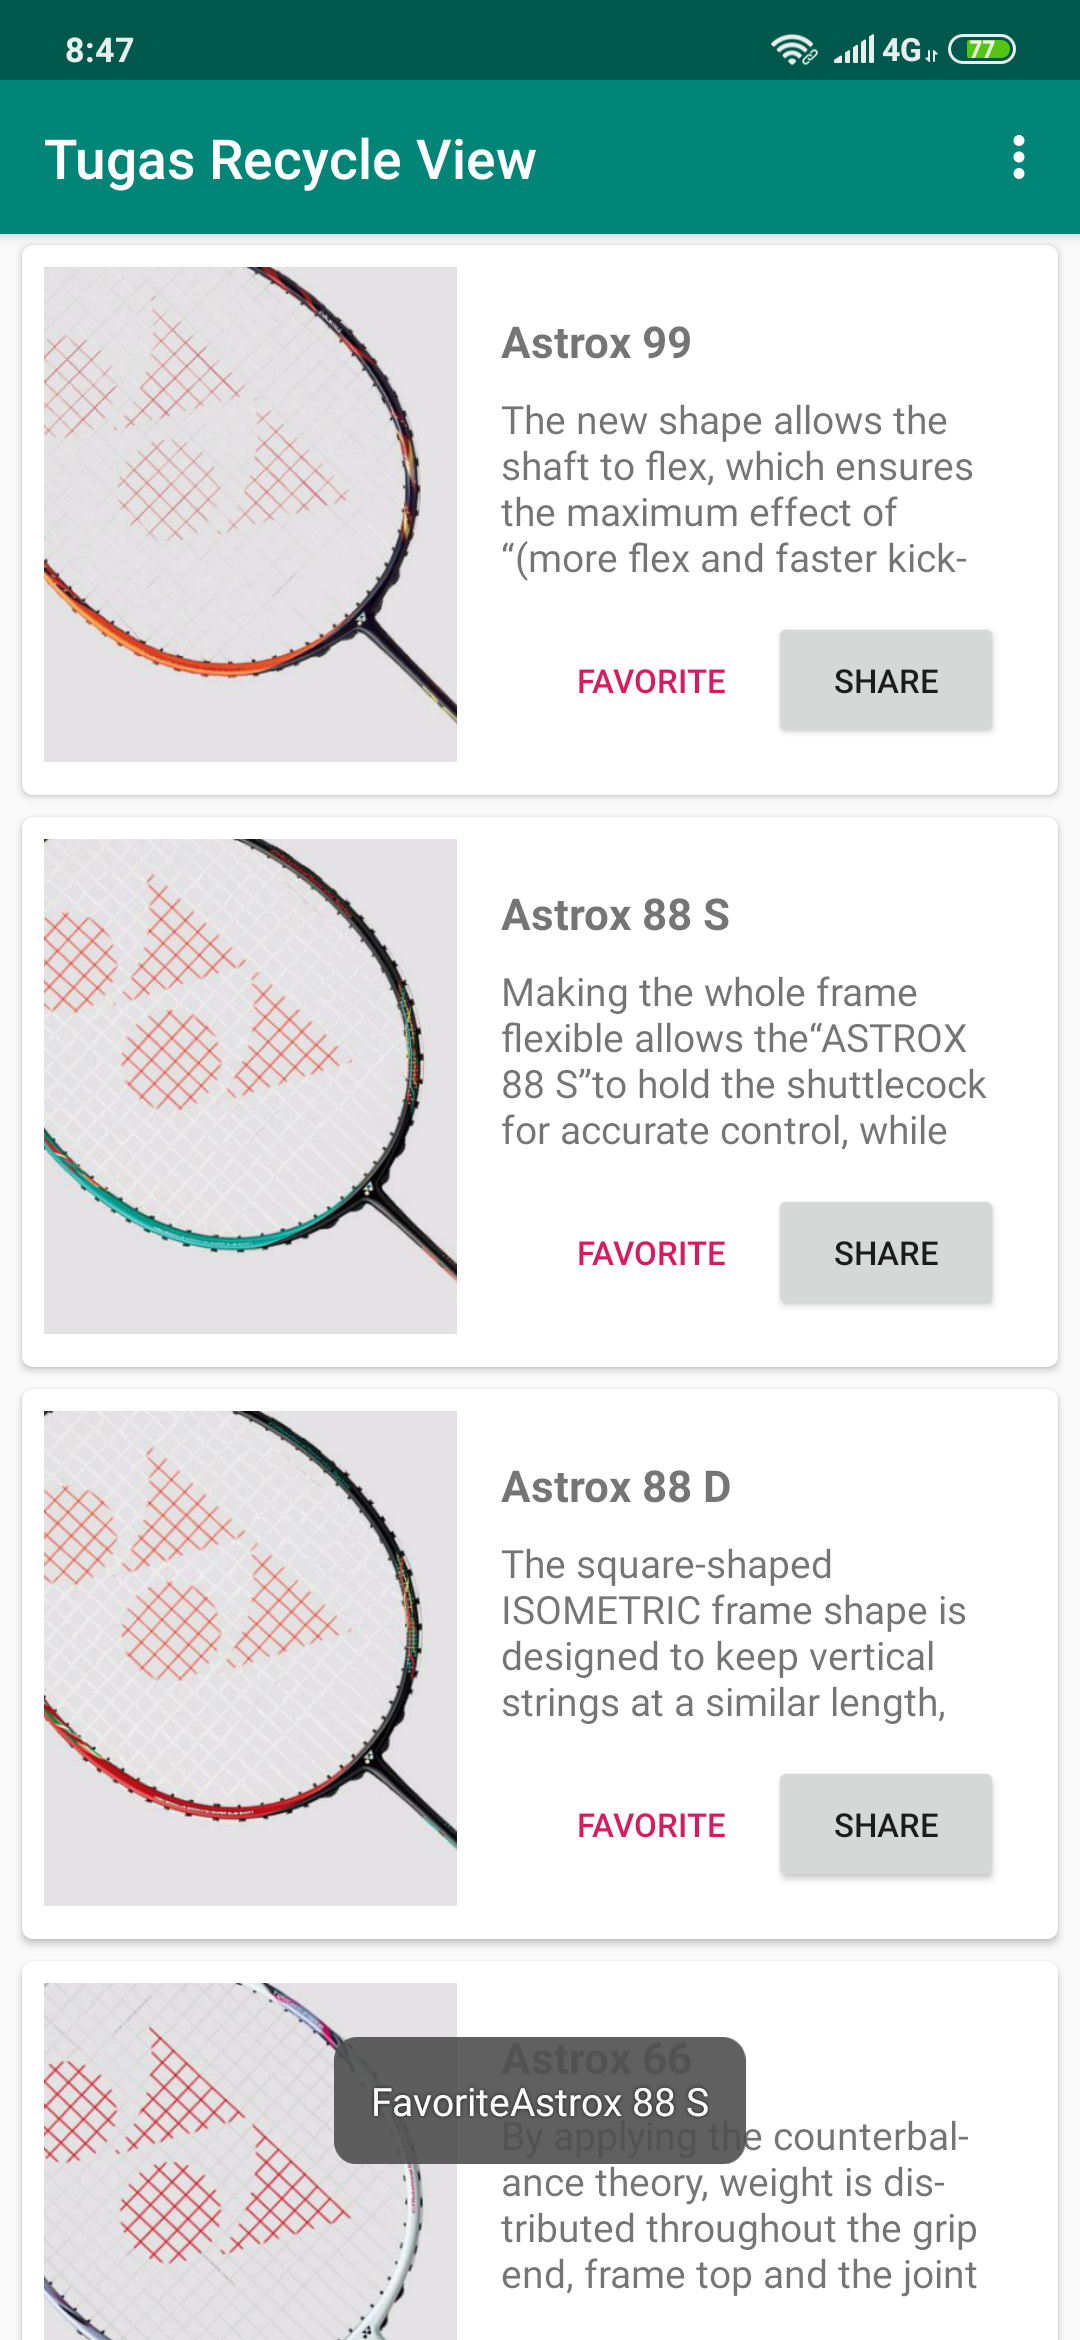 8:47
4G
77
Tugas Recycle View
Astrox 99
The new shape allows the
shaft to flex, which ensures
the maximum effect of
“(more flex and faster kick-
FAVORITE
SHARE
Astrox 88 S
Making the whole frame
flexible allows the“ASTROX
88 S”to hold the shuttlecock
for accurate control, while
FAVORITE
SHARE
Astrox 88 D
The square-shaped
ISOMETRIC frame shape is
designed to keep vertical
strings at a similar length,
FAVORITE
SHARE
Astrox 66
FavoriteAstrox 88 S
By applying the counterbal-
ance theory, weight is dis-
tributed throughout the grip
end, frame top and the joint